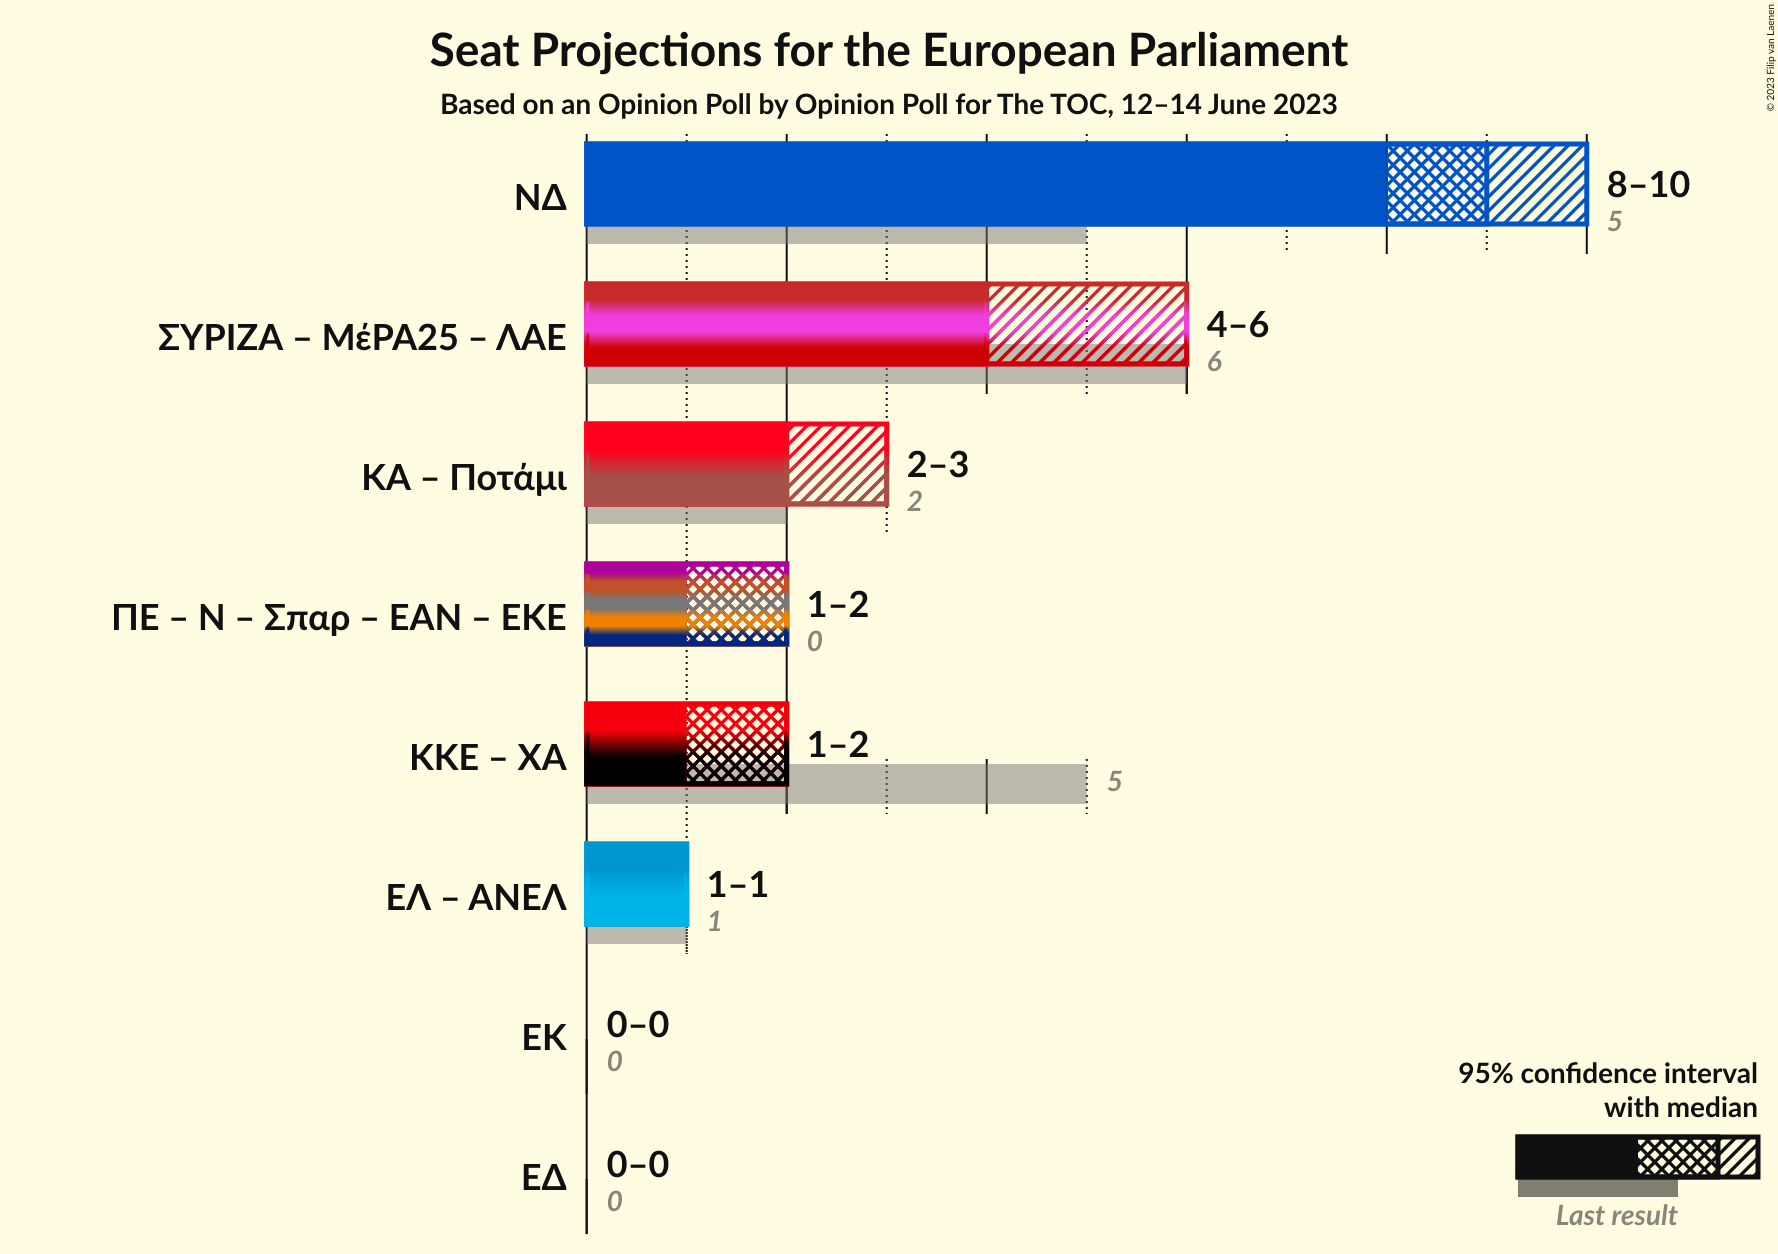 Seat Projections for the European Parliament
Based on an Opinion Poll by Opinion Poll for The TOC, 12–14 June 2023
© 2023 Filip van Laenen
ΝΔ
8–10
5
ΣΥΡΙΖΑ – ΜέΡΑ25 – ΛΑΕ
4–6
6
ΚΑ – Ποτάμι
2–3
2
ΠΕ – Ν – Σπαρ – ΕΑΝ – ΕΚΕ
1–2
0
ΚΚΕ – ΧΑ
1–2
5
ΕΛ – ΑΝΕΛ
1–1
1
ΕΚ
0–0
0
ΕΔ
0–0
0
95% confidence interval
with median
Last result